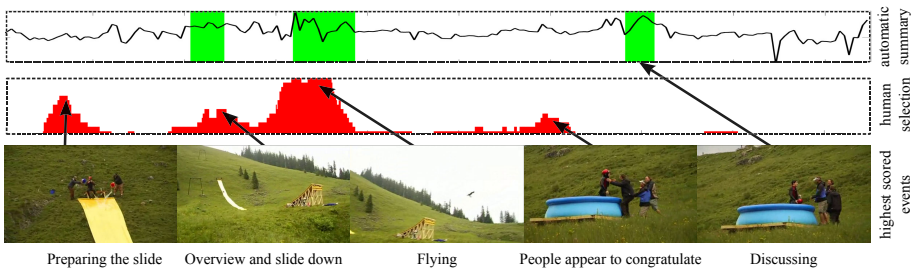 automatic
summary
human
selection
highest scored
events
Preparing the slide
Overview and slide down
Flying
People appear to congratulate
Discussing